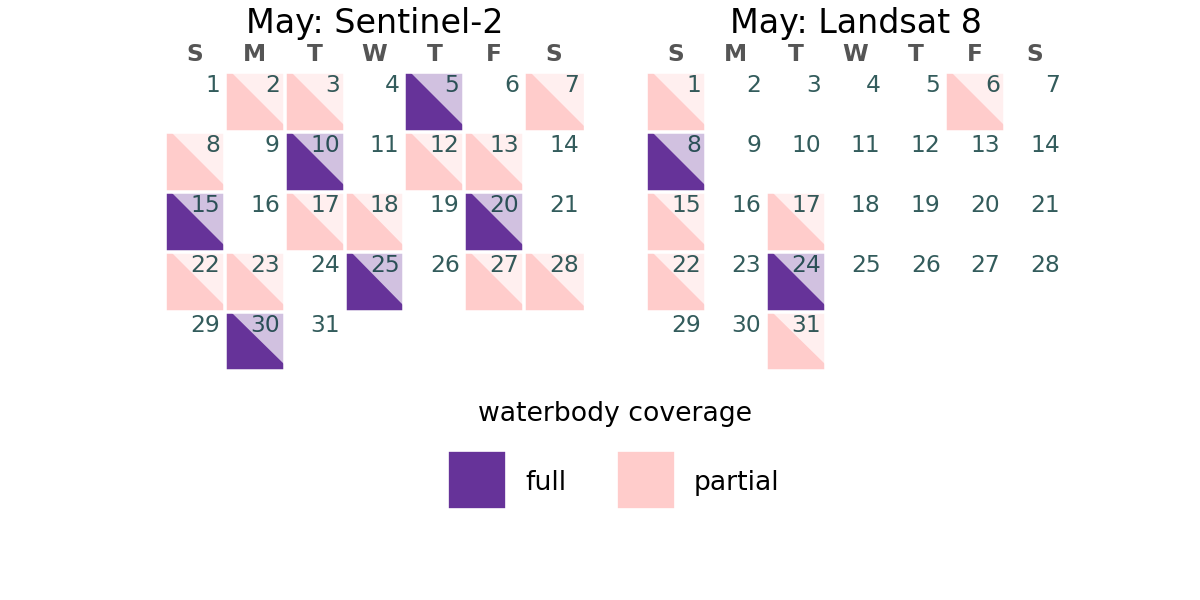 May: Sentinel-2
S M T W T F S
1 2 3 4 5 6 7
8 9 10 11 12 13 14
15 16 17 18 19 20 21
22 23 24 25 26 27 28
29 30 31
May: Landsat 8
S M T W T F S
1 2 3 4 5 6 7
8 9 10 11 12 13 14
15 16 17 18 19 20 21
22 23 24 25 26 27 28
29 30 31
waterbody coverage
full
partial